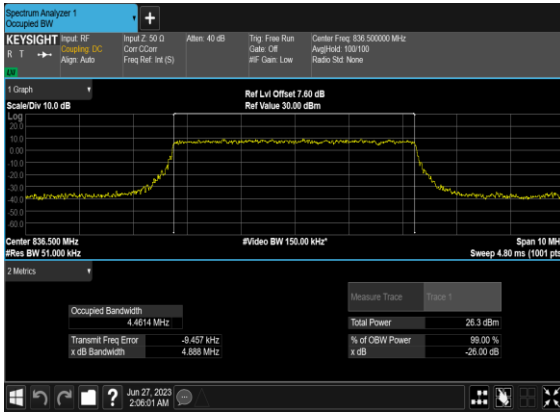 Spectrum Analyzer 1
Occupied BW
KEYSIGHT Input: RF Input Z: 50 Ω Atten: 40 dB Trig: Free Run Center Freq: 836.500000 MHz
R T Coupling: DC Corr CCorr Gate: Off Avg|Hold: 100/100
Align: Auto Freq Ref: Int (S) #IF Gain: Low Radio Std: None
1 Graph
Scale/Div 10.0 dB
Ref Lvl Offset 7.60 dB
Ref Value 30.00 dBm
Log
20.0
10.0
0.00
-10.0
-20.0
-30.0
-40.0
-50.0
-60.0
Center 836.500 MHz #Video BW 150.00 kHz* Span 10 MH
#Res BW 51.000 kHz Sweep 4.80 ms (1001 pts
2 Metrics
Measure Trace Trace 1
Occupied Bandwidth
4.4614 MHz
Total Power 26.3 dBm
Transmit Freq Error -9.457 kHz % of OBW Power 99.00 %
x dB Bandwidth 4.888 MHz x dB -26.00 dB
Jun 27, 2023
2:06:01 AM